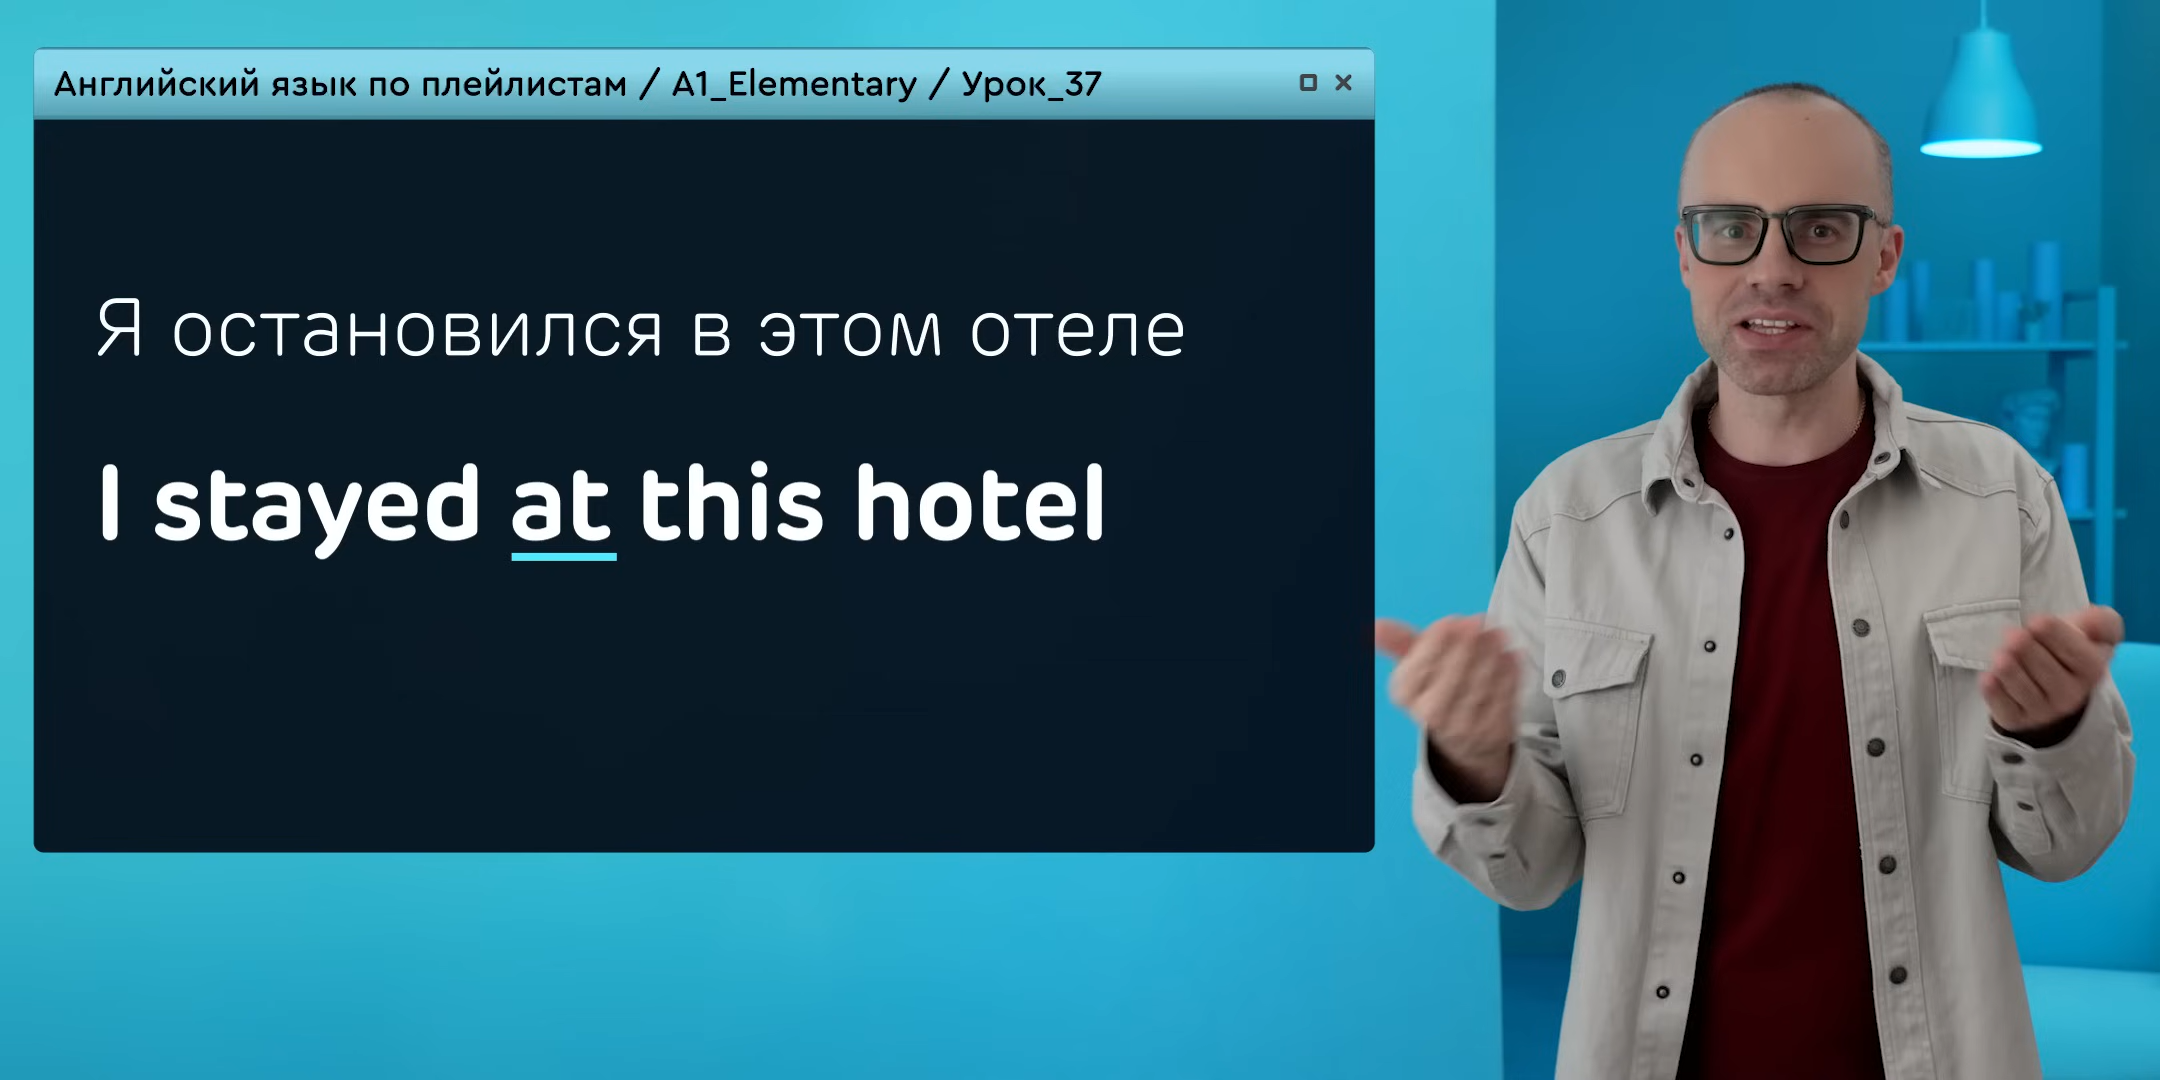 Английский язык по плейлистам / A1_Elementary / Урок_37
Я остановился в этом отеле
I stayed at this hotel